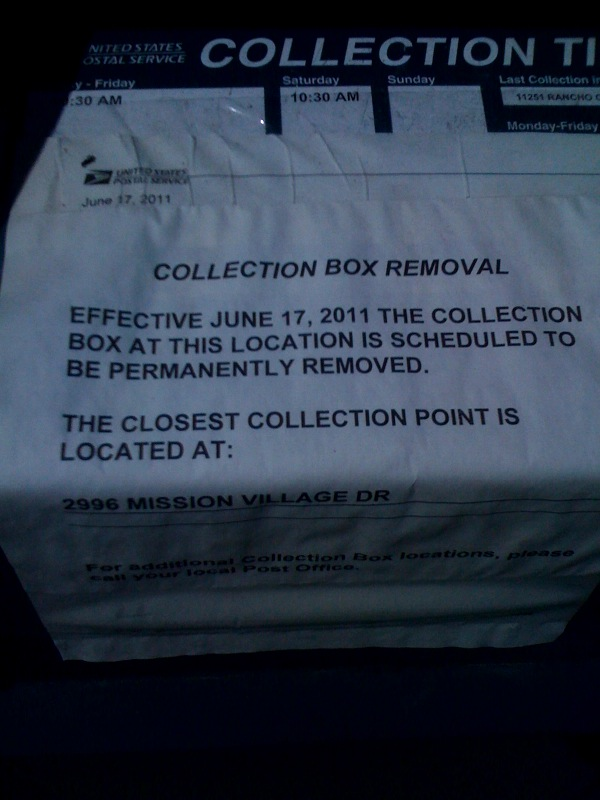 NITED STATES
OSTAL SERVICE
COLLECTION TI
y - Friday
Saturday
Sunday
Last Collection in
:30 AM
10:30 AM
11251 RANCHO C
Monday-Friday
UNITED STATES
POSTAL SERVICE
June 17, 2011
COLLECTION BOX REMOVAL
EFFECTIVE JUNE 17, 2011 THE COLLECTION
BOX AT THIS LOCATION IS SCHEDULED TO
BE PERMANENTLY REMOVED.
THE CLOSEST COLLECTION POINT IS
LOCATED AT:
2996 MISSION VILLAGE DR
For additional Collection Box locations, please
call your local Post Office.